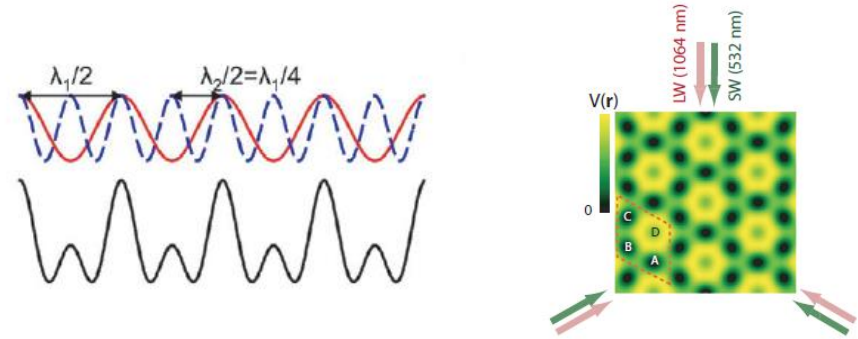 λ₁/2
λ₂/2=λ₁/4
LW (1064 nm)
SW (532 nm)
V(r)
0
C
D
B
A